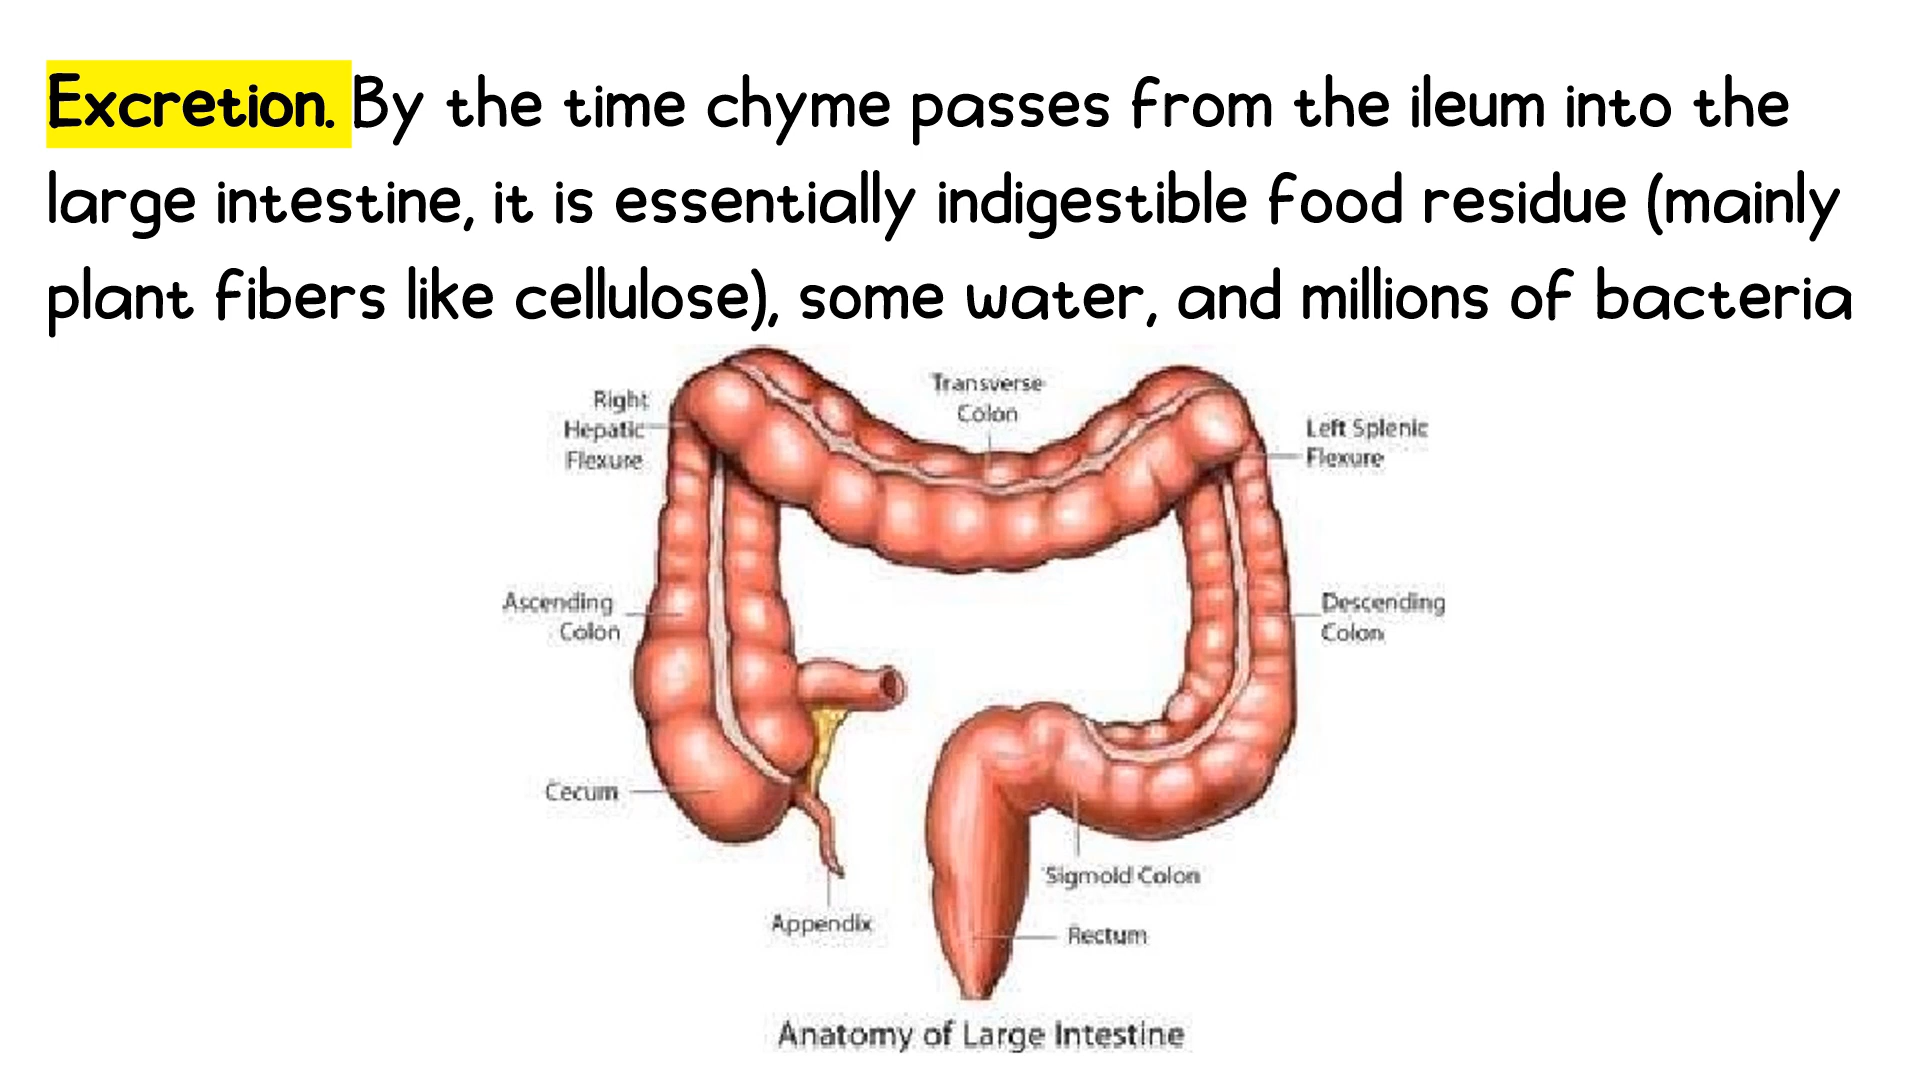 Excretion. By the time chyme passes from the ileum into the
large intestine, it is essentially indigestible food residue (mainly
plant fibers like cellulose), some water, and millions of bacteria
Right
Hepatic
Flexure
Transverse
Colon
Left Splenic
Flexure
Ascending
Colon
Descending
Colon
Cecum
Sigmoid Colon
Appendix
Rectum
Anatomy of Large Intestine